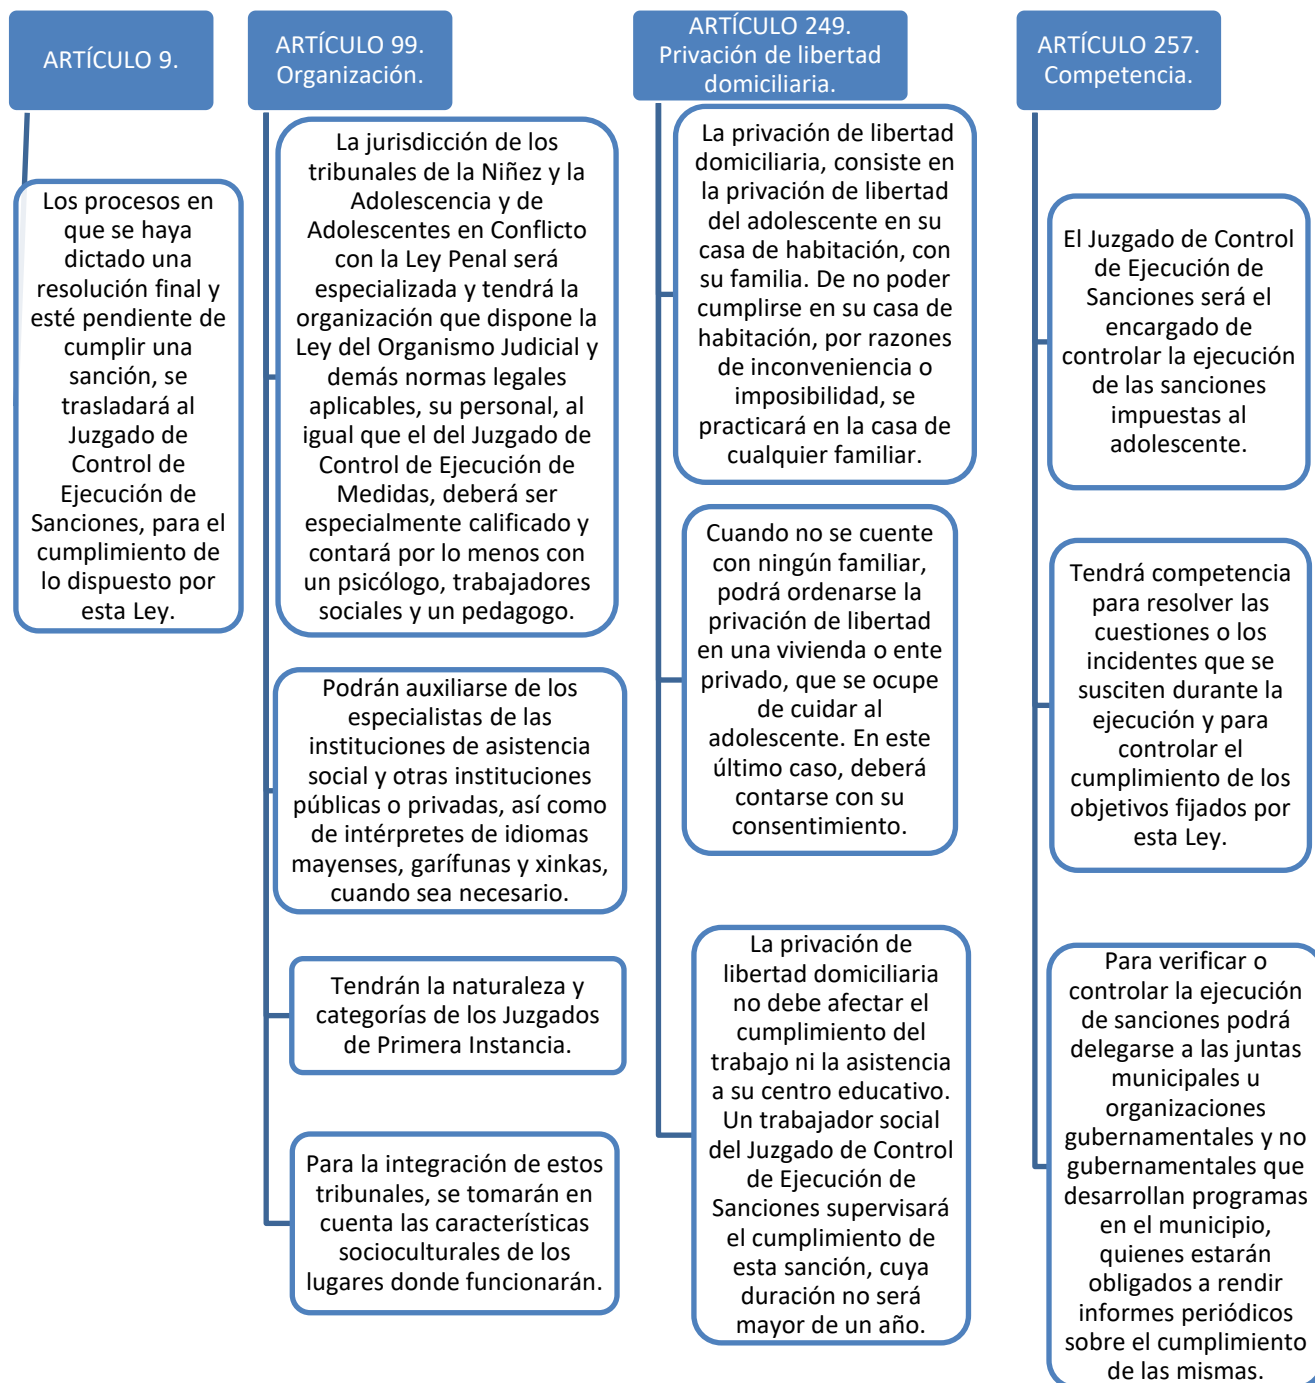 ARTÍCULO 9.
Los procesos en
que se haya
dictado una
resolución final y
esté pendiente de
cumplir una
sanción, se
trasladará al
Juzgado de
Control de
Ejecución de
Sanciones, para el
cumplimiento de
lo dispuesto por
esta Ley.
ARTÍCULO 99.
Organización.
La jurisdicción de los
tribunales de la Niñez y la
Adolescencia y de
Adolescentes en Conflicto
con la Ley Penal será
especializada y tendrá la
organización que dispone la
Ley del Organismo Judicial y
demás normas legales
aplicables, su personal, al
igual que el del Juzgado de
Control de Ejecución de
Medidas, deberá ser
especialmente calificado y
contará por lo menos con
un psicólogo, trabajadores
sociales y un pedagogo.
Podrán auxiliarse de los
especialistas de las
instituciones de asistencia
social y otras instituciones
públicas o privadas, así como
de intérpretes de idiomas
mayenses, garífunas y xinkas,
cuando sea necesario.
Tendrán la naturaleza y
categorías de los Juzgados
de Primera Instancia.
Para la integración de estos
tribunales, se tomarán en
cuenta las características
socioculturales de los
lugares donde funcionarán.
ARTÍCULO 249.
Privación de libertad
domiciliaria.
La privación de libertad
domiciliaria, consiste en
la privación de libertad
del adolescente en su
casa de habitación, con
su familia. De no poder
cumplirse en su casa de
habitación, por razones
de inconveniencia o
imposibilidad, se
practicará en la casa de
cualquier familiar.
Cuando no se cuente
con ningún familiar,
podrá ordenarse la
privación de libertad
en una vivienda o ente
privado, que se ocupe
de cuidar al
adolescente. En este
último caso, deberá
contarse con su
consentimiento.
La privación de
libertad domiciliaria
no debe afectar el
cumplimiento del
trabajo ni la asistencia
a su centro educativo.
Un trabajador social
del Juzgado de Control
de Ejecución de
Sanciones supervisará
el cumplimiento de
esta sanción, cuya
duración no será
mayor de un año.
ARTÍCULO 257.
Competencia.
El Juzgado de Control
de Ejecución de
Sanciones será el
encargado de
controlar la ejecución
de las sanciones
impuestas al
adolescente.
Tendrá competencia
para resolver las
cuestiones o los
incidentes que se
susciten durante la
ejecución y para
controlar el
cumplimiento de los
objetivos fijados por
esta Ley.
Para verificar o
controlar la ejecución
de sanciones podrá
delegarse a las juntas
municipales u
organizaciones
gubernamentales y no
gubernamentales que
desarrollan programas
en el municipio,
quienes estarán
obligados a rendir
informes periódicos
sobre el cumplimiento
de las mismas.